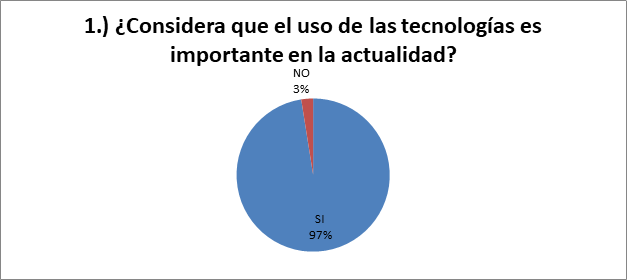 1.) ¿Considera que el uso de las tecnologías es
importante en la actualidad?
NO
3%
SI
97%